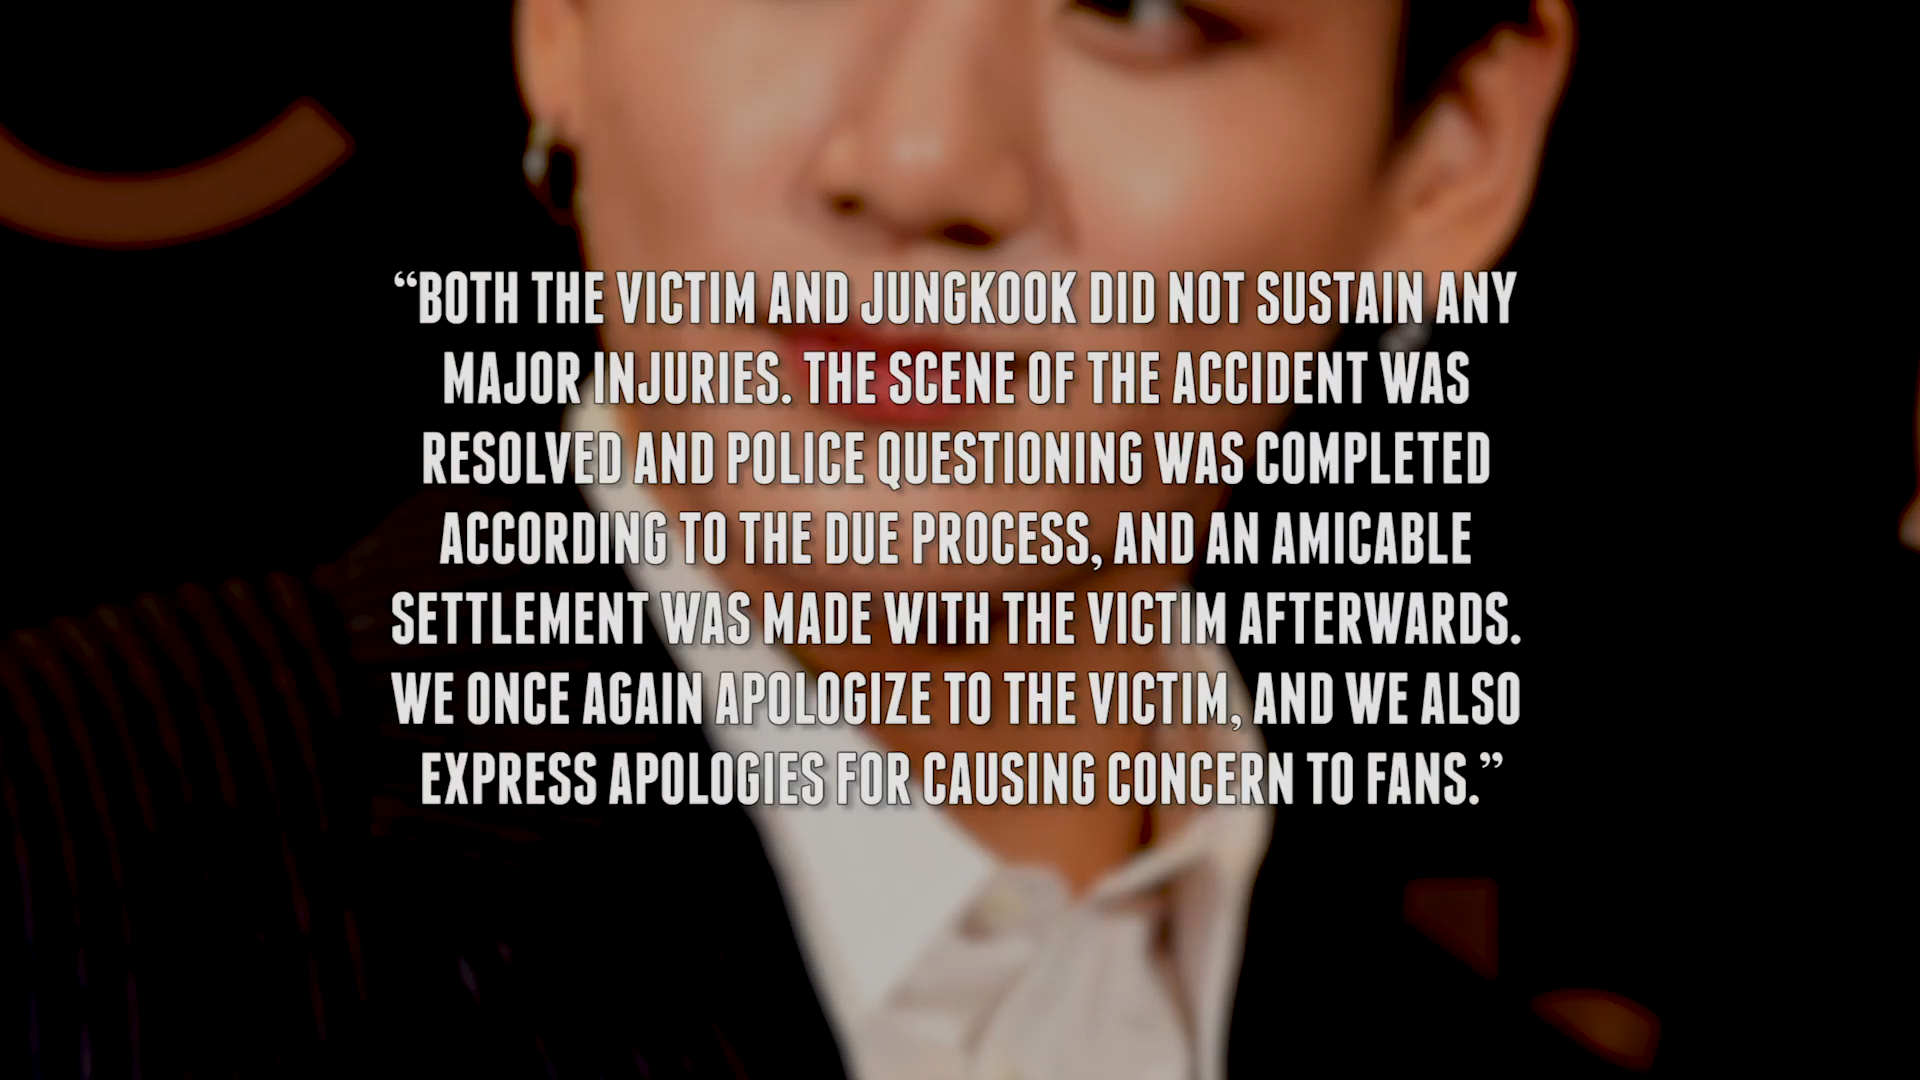 “BOTH THE VICTIM AND JUNGKOOK DID NOT SUSTAIN ANY
MAJOR INJURIES. THE SCENE OF THE ACCIDENT WAS
RESOLVED AND POLICE QUESTIONING WAS COMPLETED
ACCORDING TO THE DUE PROCESS, AND AN AMICABLE
SETTLEMENT WAS MADE WITH THE VICTIM AFTERWARDS.
WE ONCE AGAIN APOLOGIZE TO THE VICTIM, AND WE ALSO
EXPRESS APOLOGIES FOR CAUSING CONCERN TO FANS.”